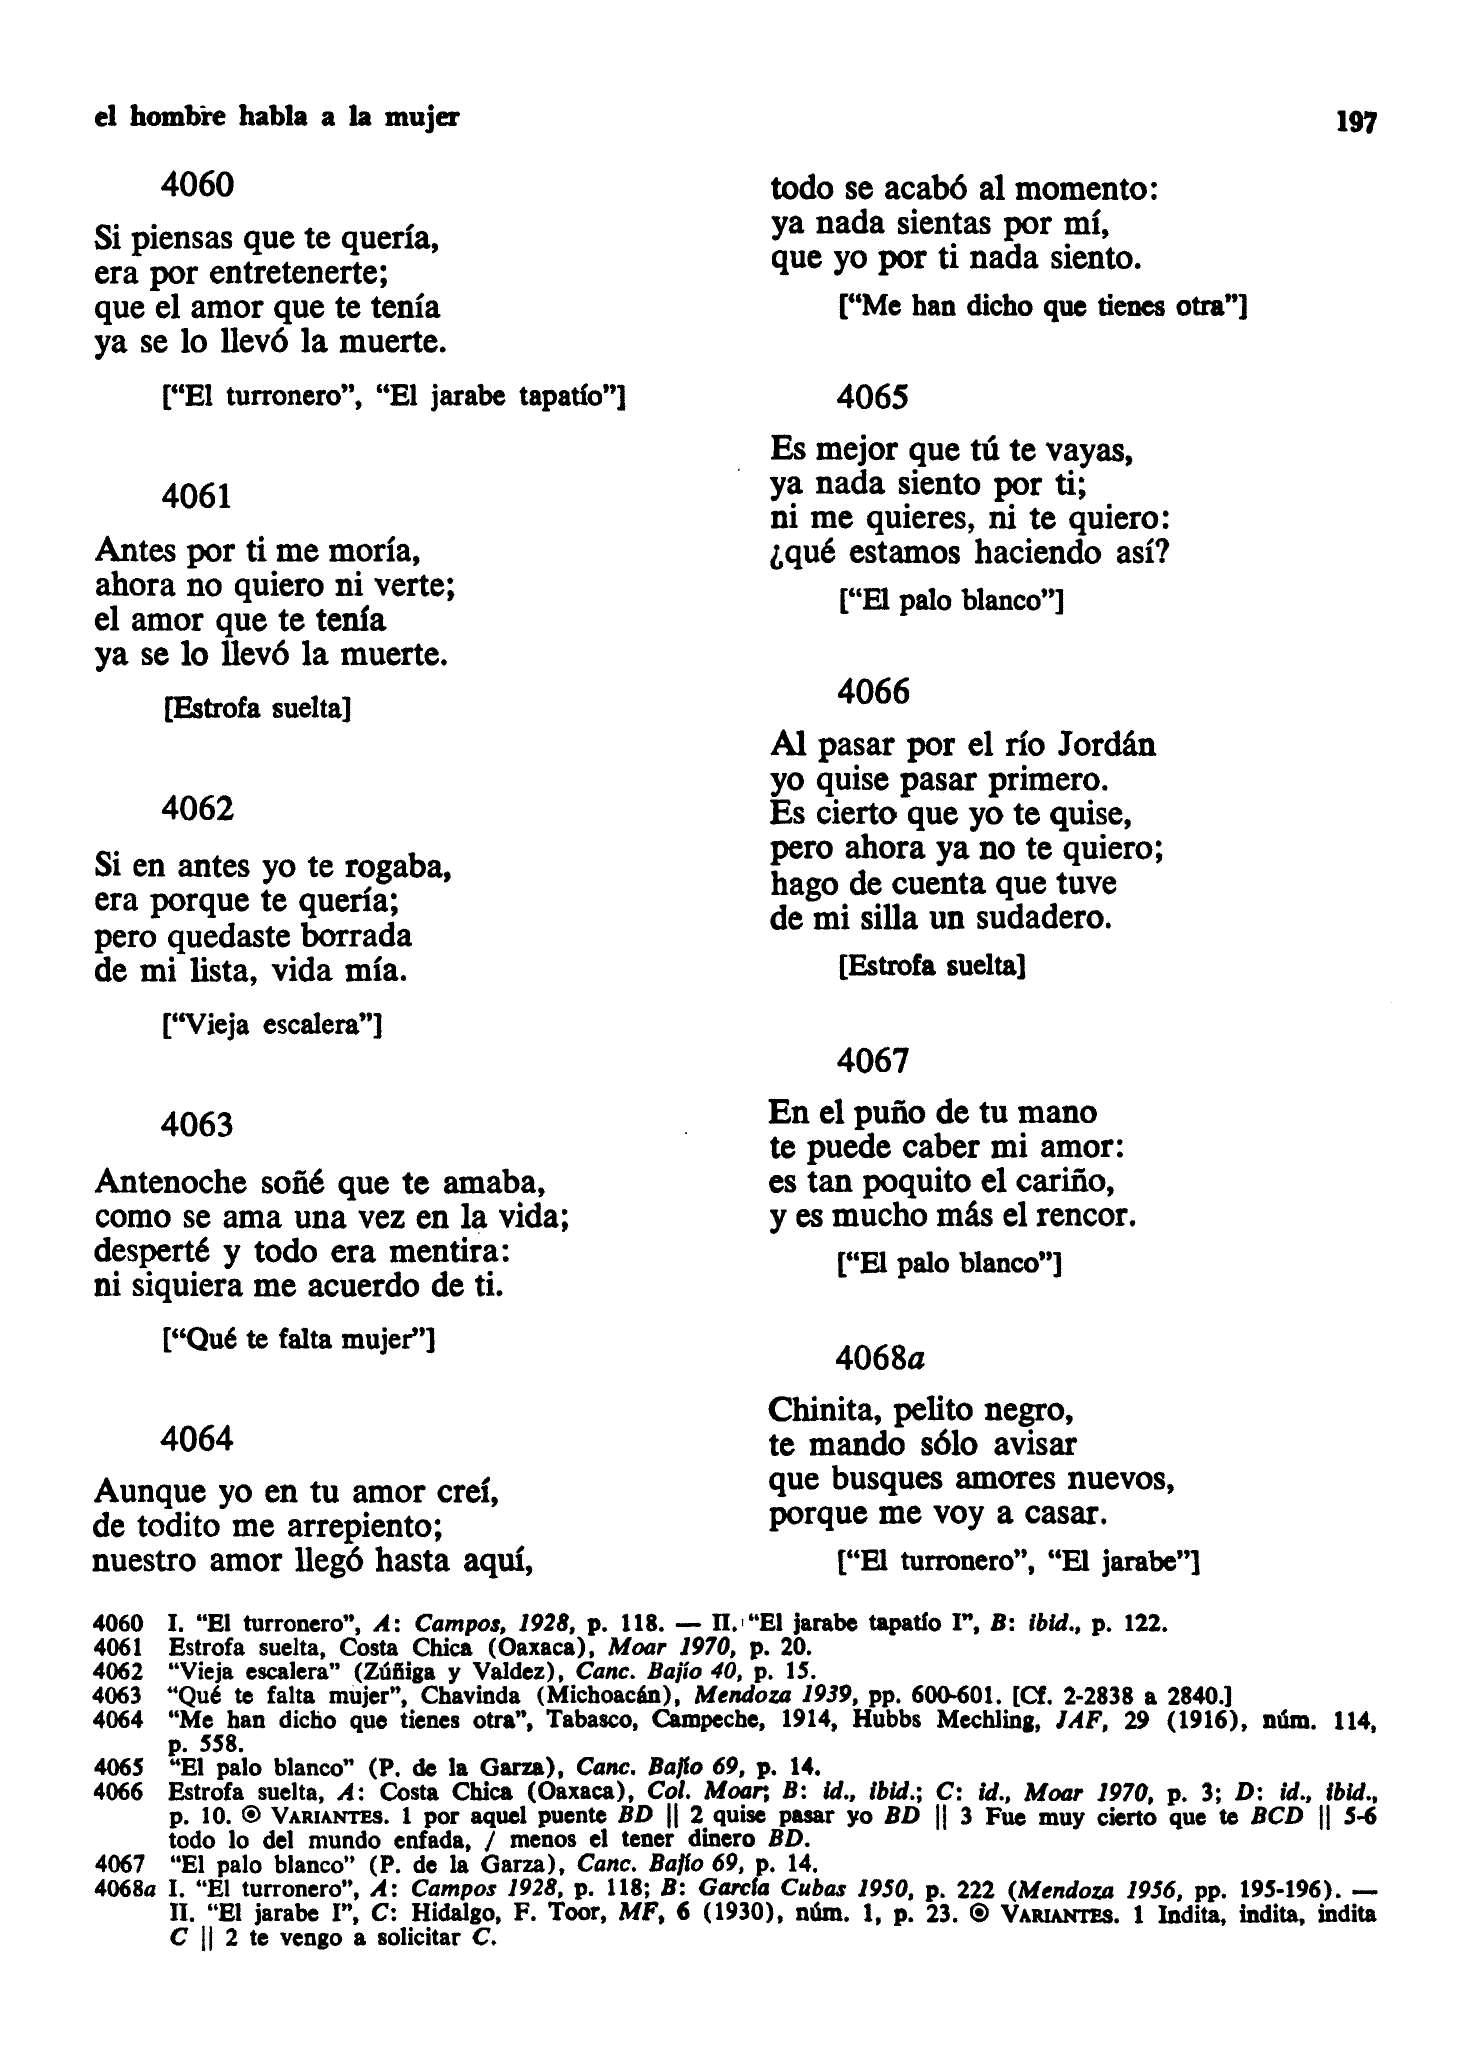 el hombre habla a la mujer
197
4060
Si piensas que te quería,
era por entretenerte;
que el amor que te tenía
ya se lo llevó la muerte.
[“El turronero”, “El jarabe tapatío”]
4061
Antes por ti me moría,
ahora no quiero ni verte;
el amor que te tenía
ya se lo llevó la muerte.
[Estrofa suelta]
4062
Si en antes yo te rogaba,
era porque te quería;
pero quedaste borrada
de mi lista, vida mía.
[“Vieja escalera”]
4063
Antenoche soñé que te amaba,
como se ama una vez en la vida;
desperté y todo era mentira:
ni siquiera me acuerdo de ti.
[“Qué te falta mujer”]
4064
Aunque yo en tu amor creí,
de todito me arrepiento;
nuestro amor llegó hasta aquí,
todo se acabó al momento:
ya nada sientas por mí,
que yo por ti nada siento.
[“Me han dicho que tienes otra”]
4065
Es mejor que tú te vayas,
ya nada siento por ti;
ni me quieres, ni te quiero:
¿qué estamos haciendo así?
[“El palo blanco”]
4066
Al pasar por el río Jordán
yo quise pasar primero.
Es cierto que yo te quise,
pero ahora ya no te quiero;
hago de cuenta que tuve
de mi silla un sudadero.
[Estrofa suelta]
4067
En el puño de tu mano
te puede caber mi amor:
es tan poquito el cariño,
y es mucho más el rencor.
[“El palo blanco”]
4068a
Chinita, pelito negro,
te mando sólo avisar
que busques amores nuevos,
porque me voy a casar.
[“El turronero”, “El jarabe”]
4060 I. “El turronero”, A: Campos, 1928, p. 118. — II. “El jarabe tapatío I”, B: ibid., p. 122.
4061 Estrofa suelta, Costa Chica (Oaxaca), Moar 1970, p. 20.
4062 “Vieja escalera” (Zúñiga y Valdez), Canc. Bajío 40, p. 15.
4063 “Qué te falta mujer”, Chavinda (Michoacán), Mendoza 1939, pp. 600-601. [Cf. 2-2838 a 2840.]
4064 “Me han dicho que tienes otra”, Tabasco, Campeche, 1914, Hubbs Mechling, JAF, 29 (1916), núm. 114,
p. 558.
4065 “El palo blanco” (P. de la Garza), Canc. Bajío 69, p. 14.
4066 Estrofa suelta, A: Costa Chica (Oaxaca), Col. Moar; B: id., ibid.; C: id., Moar 1970, p. 3; D: id., ibid.,
p. 10. ® VARIANTES. 1 por aquel puente BD || 2 quise pasar yo BD || 3 Fue muy cierto que te BCD || 5-6
todo lo del mundo enfada, / menos el tener dinero BD.
4067 “El palo blanco” (P. de la Garza), Canc. Bajío 69, p. 14.
4068a I. “El turronero”, A: Campos 1928, p. 118; B: García Cubas 1950, p. 222 (Mendoza 1956, pp. 195-196). —
II. “El jarabe I”, C: Hidalgo, F. Toor, MF, 6 (1930), núm. 1, p. 23. ® VARIANTES. 1 Indita, indita, indita
C || 2 te vengo a solicitar C.